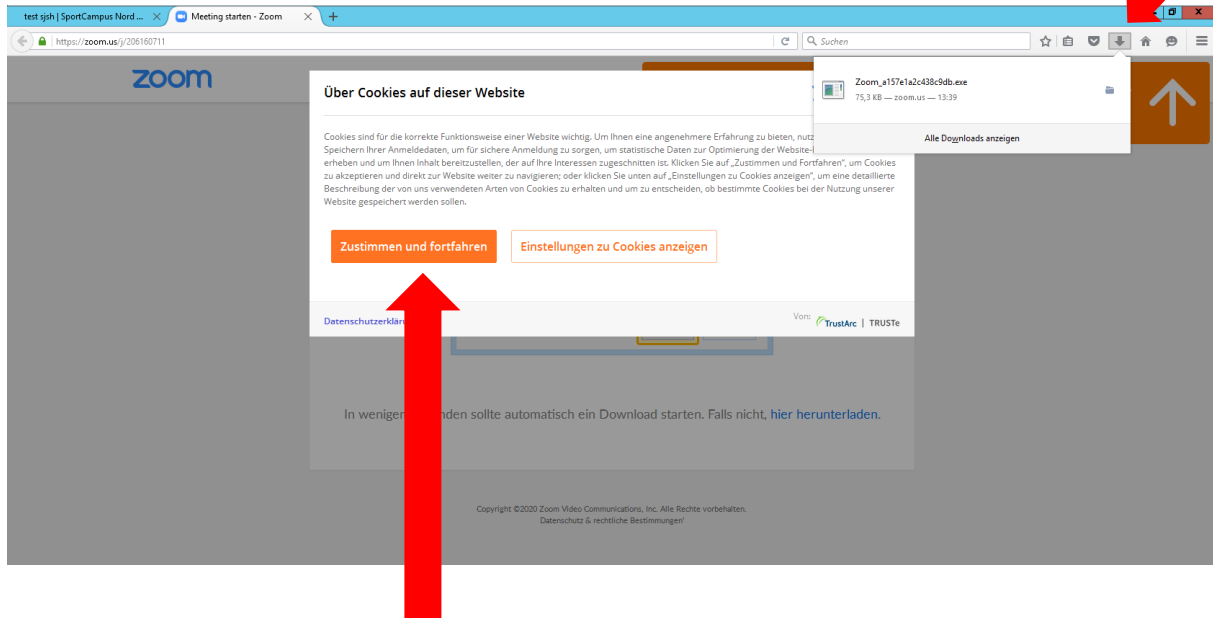 test sjsh | SportCampus Nord ...
Meeting starten - Zoom
https://zoom.us/j/206160711
Suchen
zoom
Zoom_a157e1a2c438c9db.exe
75,3 KB — zoom.us — 13:39
Alle Downloads anzeigen
Über Cookies auf dieser Website
Cookies sind für die korrekte Funktionsweise einer Website wichtig. Um Ihnen eine angenehmere Erfahrung zu bieten, nutz
Speichern Ihrer Anmeldedaten, um für sichere Anmeldung zu sorgen, um statistische Daten zur Optimierung der Website-
erheben und um Ihnen Inhalt bereitzustellen, der auf Ihre Interessen zugeschnitten ist. Klicken Sie auf „Zustimmen und Fortfahren", um Cookies
zu akzeptieren und direkt zur Website weiter zu navigieren; oder klicken Sie unten auf „Einstellungen zu Cookies anzeigen", um eine detaillierte
Beschreibung der von uns verwendeten Arten von Cookies zu erhalten und um zu entscheiden, ob bestimmte Cookies bei der Nutzung unserer
Website gespeichert werden sollen.
Zustimmen und fortfahren
Einstellungen zu Cookies anzeigen
Datenschutzerklär
Von: TrustArc | TRUSTe
In weniger nden sollte automatisch ein Download starten. Falls nicht, hier herunterladen.
Copyright ©2020 Zoom Video Communications, Inc. Alle Rechte vorbehalten.
Datenschutz & rechtliche Bestimmungen'